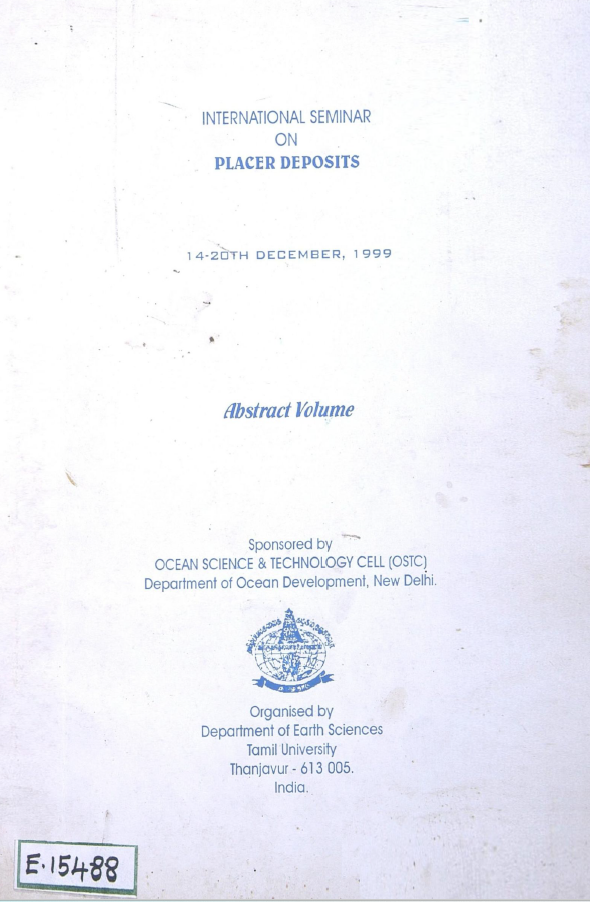 INTERNATIONAL SEMINAR
ON
PLACER DEPOSITS
14-20TH DECEMBER, 1999
Abstract Volume
Sponsored by
OCEAN SCIENCE & TECHNOLOGY CELL (OSTC)
Department of Ocean Development, New Delhi.
Organised by
Department of Earth Sciences
Tamil University
Thanjavur - 613 005.
India.
E.15488